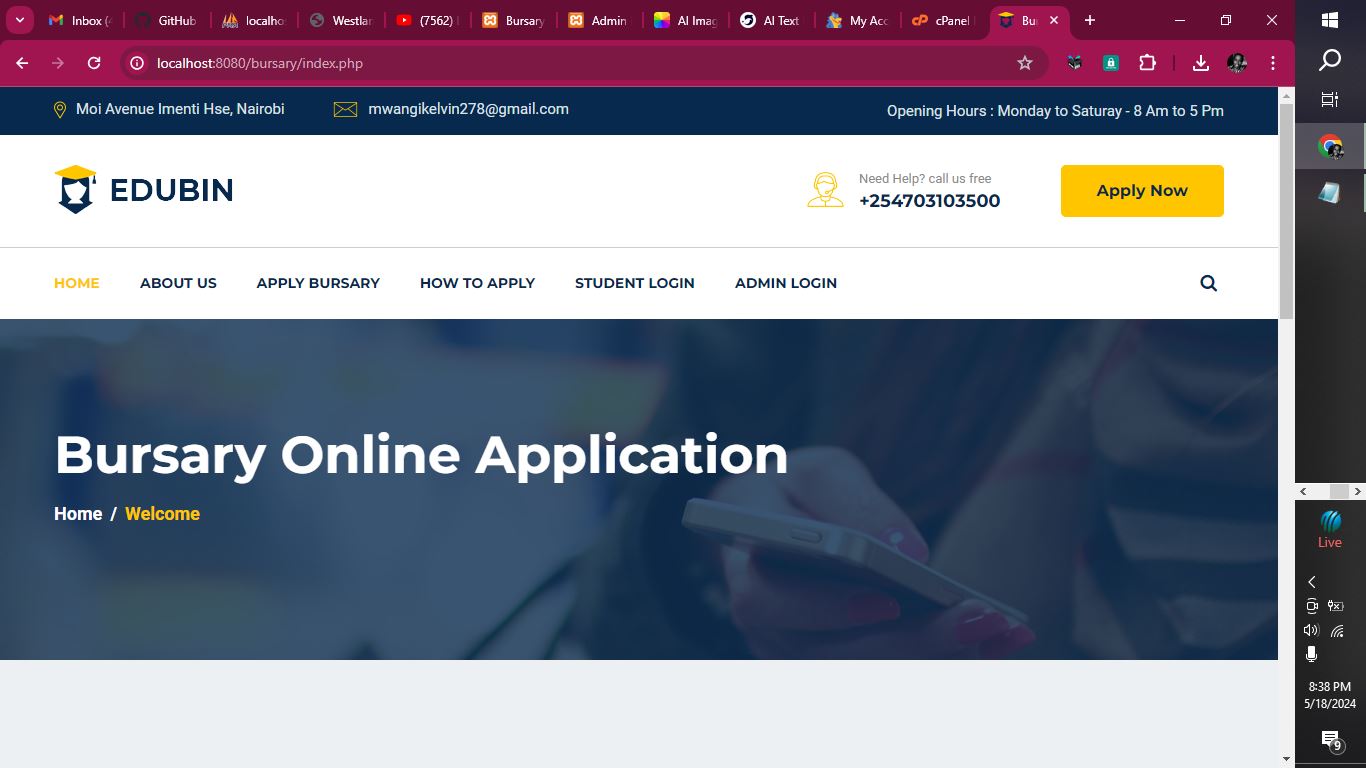 Inbox (4
GitHub
localho
Westlan
(7562)
Bursary
Admin
AI Imag
AI Text
My Acc
cPanel
Bu
localhost:8080/bursary/index.php
Moi Avenue Imenti Hse, Nairobi
mwangikelvin278@gmail.com
Opening Hours : Monday to Saturay - 8 Am to 5 Pm
EDUBIN
Need Help? call us free
+254703103500
Apply Now
HOME
ABOUT US
APPLY BURSARY
HOW TO APPLY
STUDENT LOGIN
ADMIN LOGIN
Bursary Online Application
Home / Welcome
Live
8:38 PM
5/18/2024
9